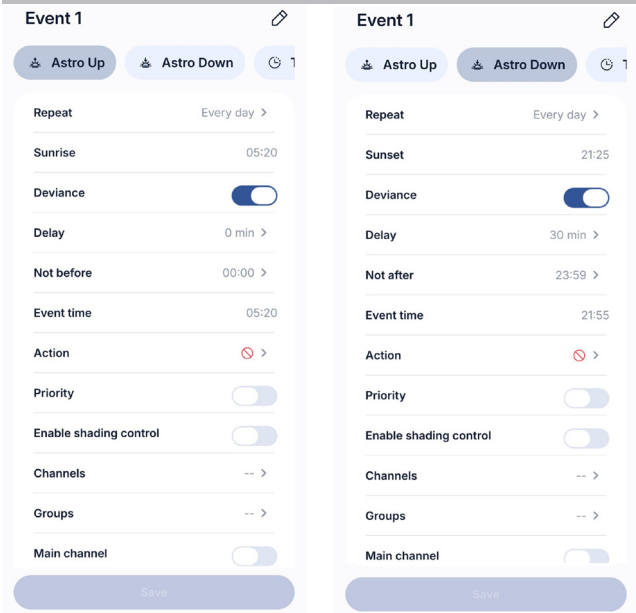 Event 1
Astro Up Astro Down T
Repeat Every day >
Sunrise 05:20
Deviance
Delay 0 min >
Not before 00:00 >
Event time 05:20
Action >
Priority
Enable shading control
Channels -- >
Groups -- >
Main channel
Save
Event 1
Astro Up Astro Down T
Repeat Every day >
Sunset 21:25
Deviance
Delay 30 min >
Not after 23:59 >
Event time 21:55
Action >
Priority
Enable shading control
Channels -- >
Groups -- >
Main channel
Save